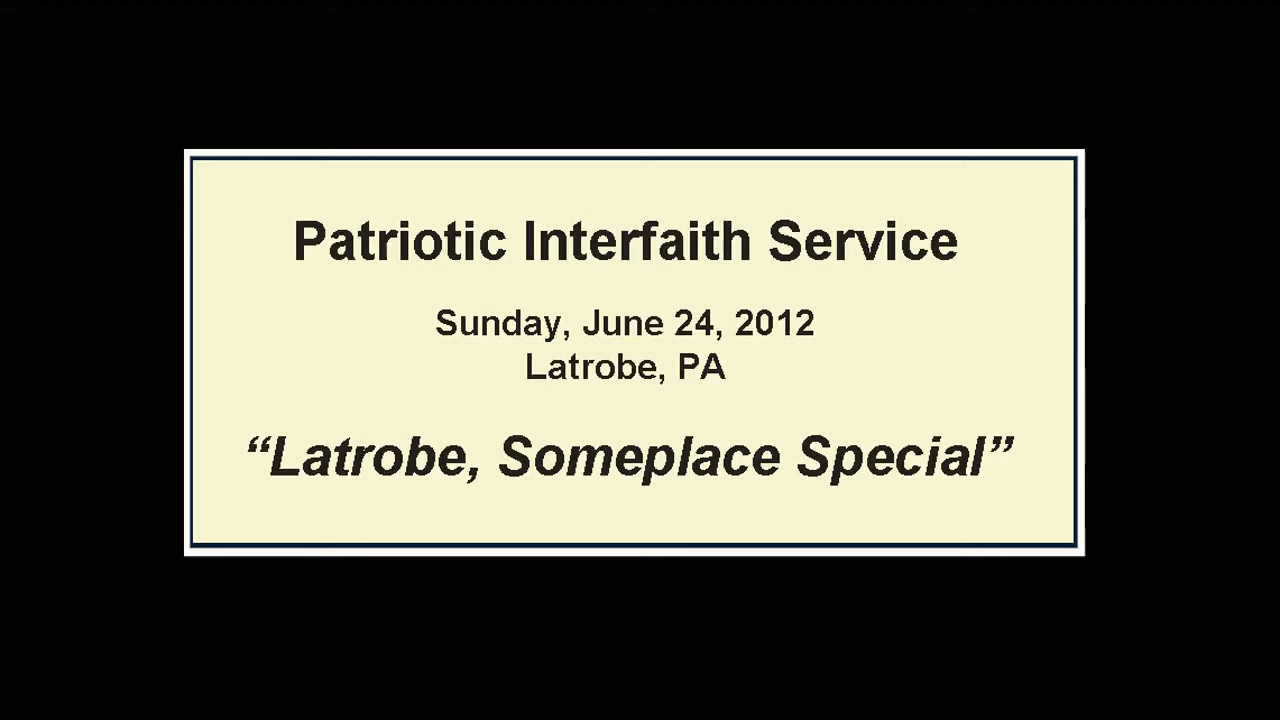 Patriotic Interfaith Service
Sunday, June 24, 2012
Latrobe, PA
“Latrobe, Someplace Special”